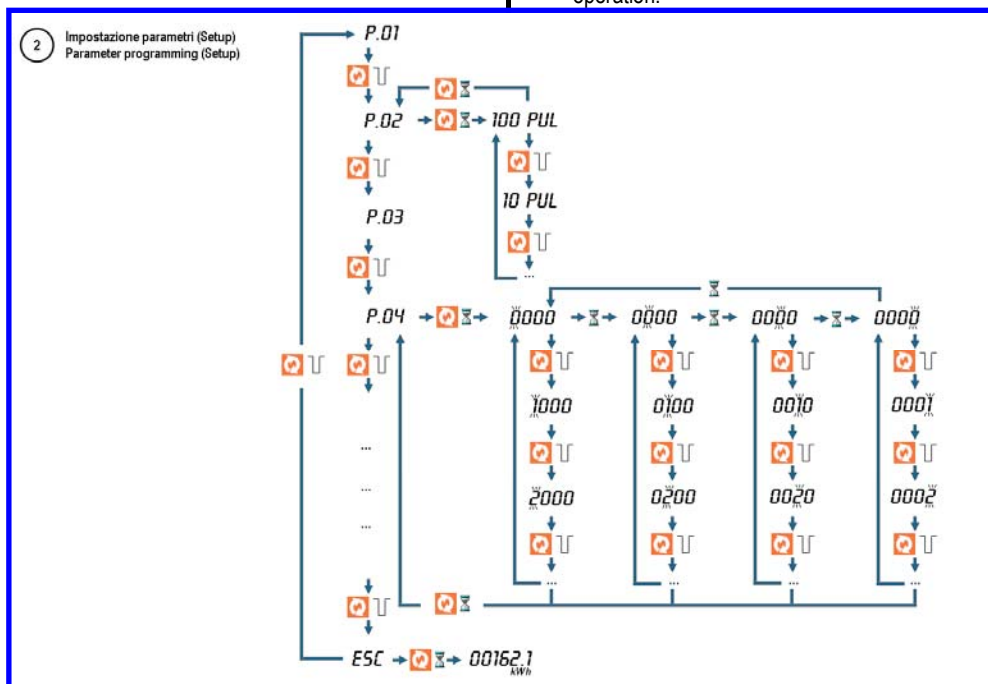 operation.
2
Impostazione parametri (Setup)
Parameter programming (Setup)
P.01
P.02
100 PUL
10 PUL
...
P.03
P.04
0000
0000
0000
0000
1000
0100
0010
0001
...
2000
0200
0020
0002
...
...
...
...
...
...
ESC
00162.1
kWh